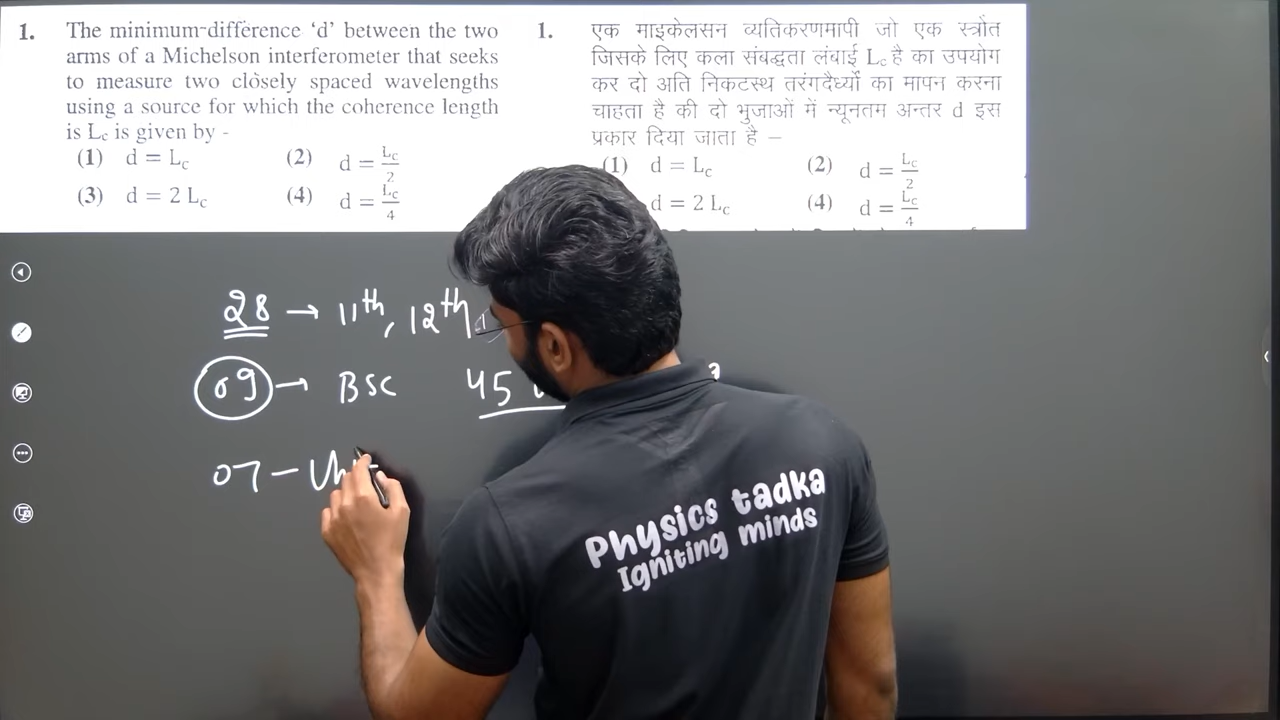 1. The minimum-difference ‘d’ between the two
arms of a Michelson interferometer that seeks
to measure two closely spaced wavelengths
using a source for which the coherence length
is Lc is given by -
(1) d = Lc (2) d = Lc/2
(3) d = 2 Lc (4) d = Lc/4
1. एक माइकेलसन व्यतिकरणमापी जो एक स्त्रौत
जिसके लिए कला संबद्धता लंबाई Lc है का उपयोग
कर दो अति निकटस्थ तरंगदैर्ध्यों का मापन करना
चाहता है की दो भुजाओं में न्यूनतम अन्तर d इस
प्रकार दिया जाता है –
(1) d = Lc (2) d = Lc/2
d = 2 Lc (4) d = Lc/4
28 → 11th, 12th
09 → BSC 45
07 –
Physics tadka
Igniting minds